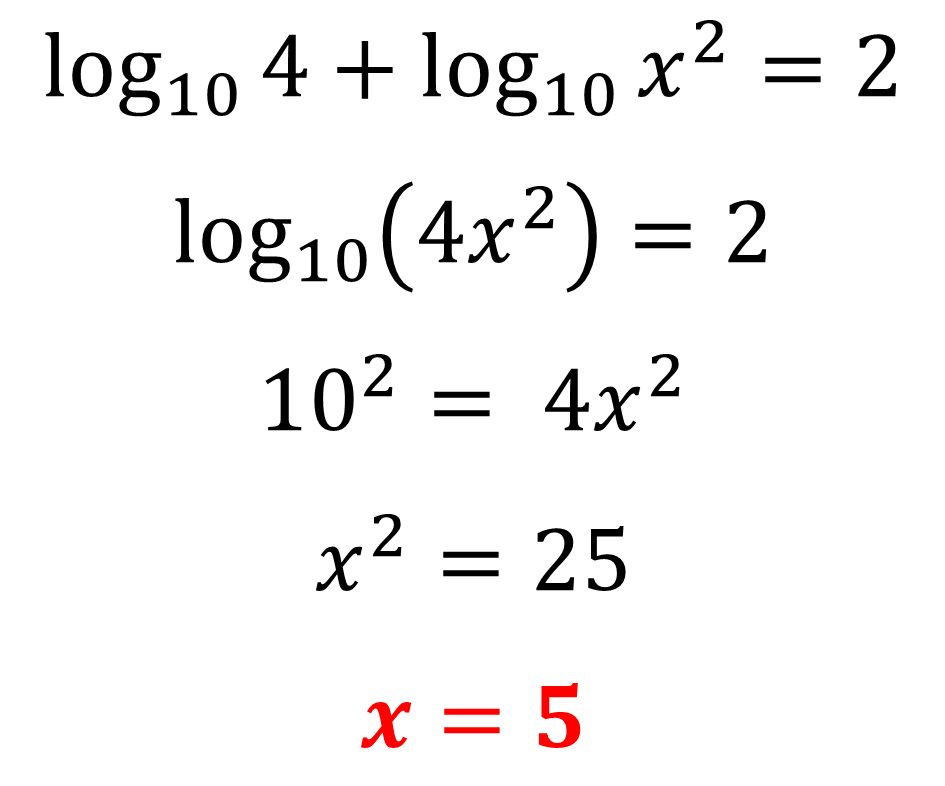 log₁₀ 4 + log₁₀ x² = 2
log₁₀(4x²) = 2
10² = 4x²
x² = 25
x = 5